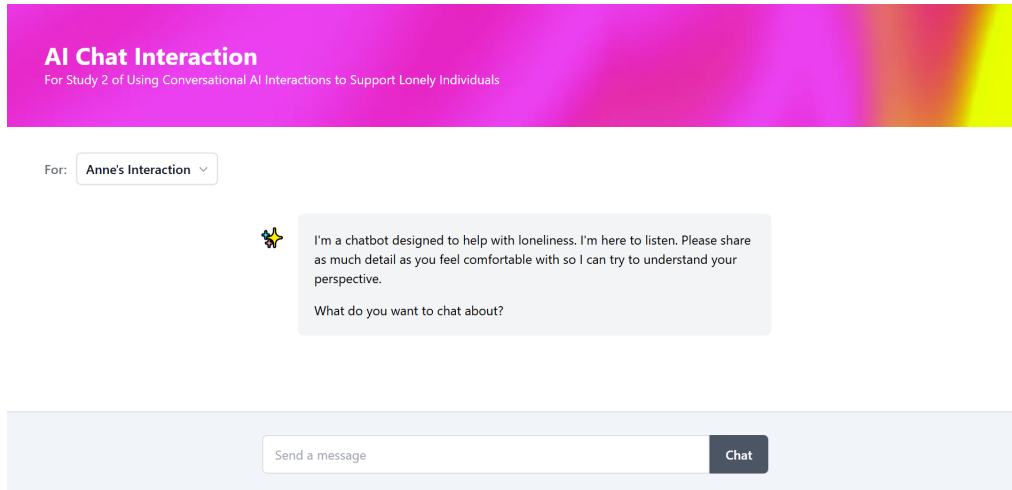 AI Chat Interaction
For Study 2 of Using Conversational AI Interactions to Support Lonely Individuals
For: Anne's Interaction
I'm a chatbot designed to help with loneliness. I'm here to listen. Please share
as much detail as you feel comfortable with so I can try to understand your
perspective.
What do you want to chat about?
Send a message Chat